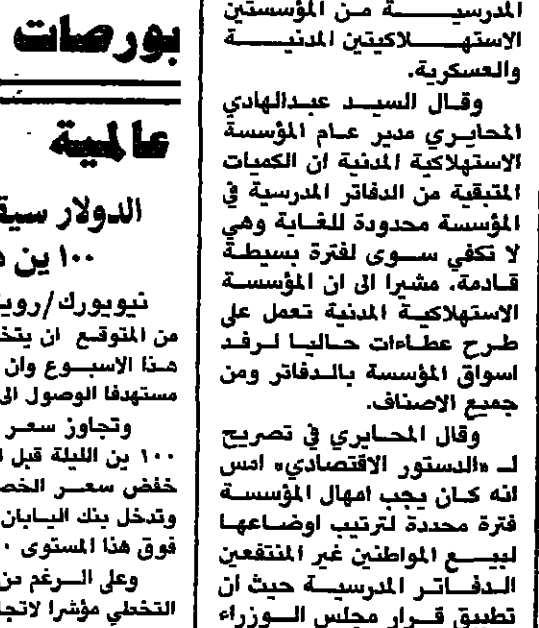 المدرسية من المؤسستين
الاستهلاكيتين المدنية
والعسكرية.
وقال السيد عبدالهادي
المحايري مدير عام المؤسسة
الاستهلاكية المدنية ان الكميات
المتبقية من الدفاتر المدرسية في
المؤسسة محدودة للغاية وهي
لا تكفي سوى لفترة بسيطة
قادمة، مشيرا الى ان المؤسسة
الاستهلاكية المدنية تعمل على
طرح عطاءات حاليا لرفد
اسواق المؤسسة بالدفاتر ومن
جميع الاصناف.
وقال المحايري في تصريح
لـ «الدستور الاقتصادي» امس
انه كان يجب امهال المؤسسة
فترة محددة لترتيب اوضاعها
لبيع المواطنين غير المنتفعين
الدفاتر المدرسية حيث ان
تطبيق قرار مجلس الوزراء
بورصات
عالمية
الدولار سيق
١٠٠ ين
نيويورك/روي
من المتوقع ان يتخ
هذا الاسبوع وان
مستهدفا الوصول الى
وتجاوز سعر
١٠٠ ين الليلة قبل
خفض سعر الخص
وتدخل بنك اليابان
فوق هذا المستوى
وعلى الرغم من
التخطي مؤشرا لاتجا